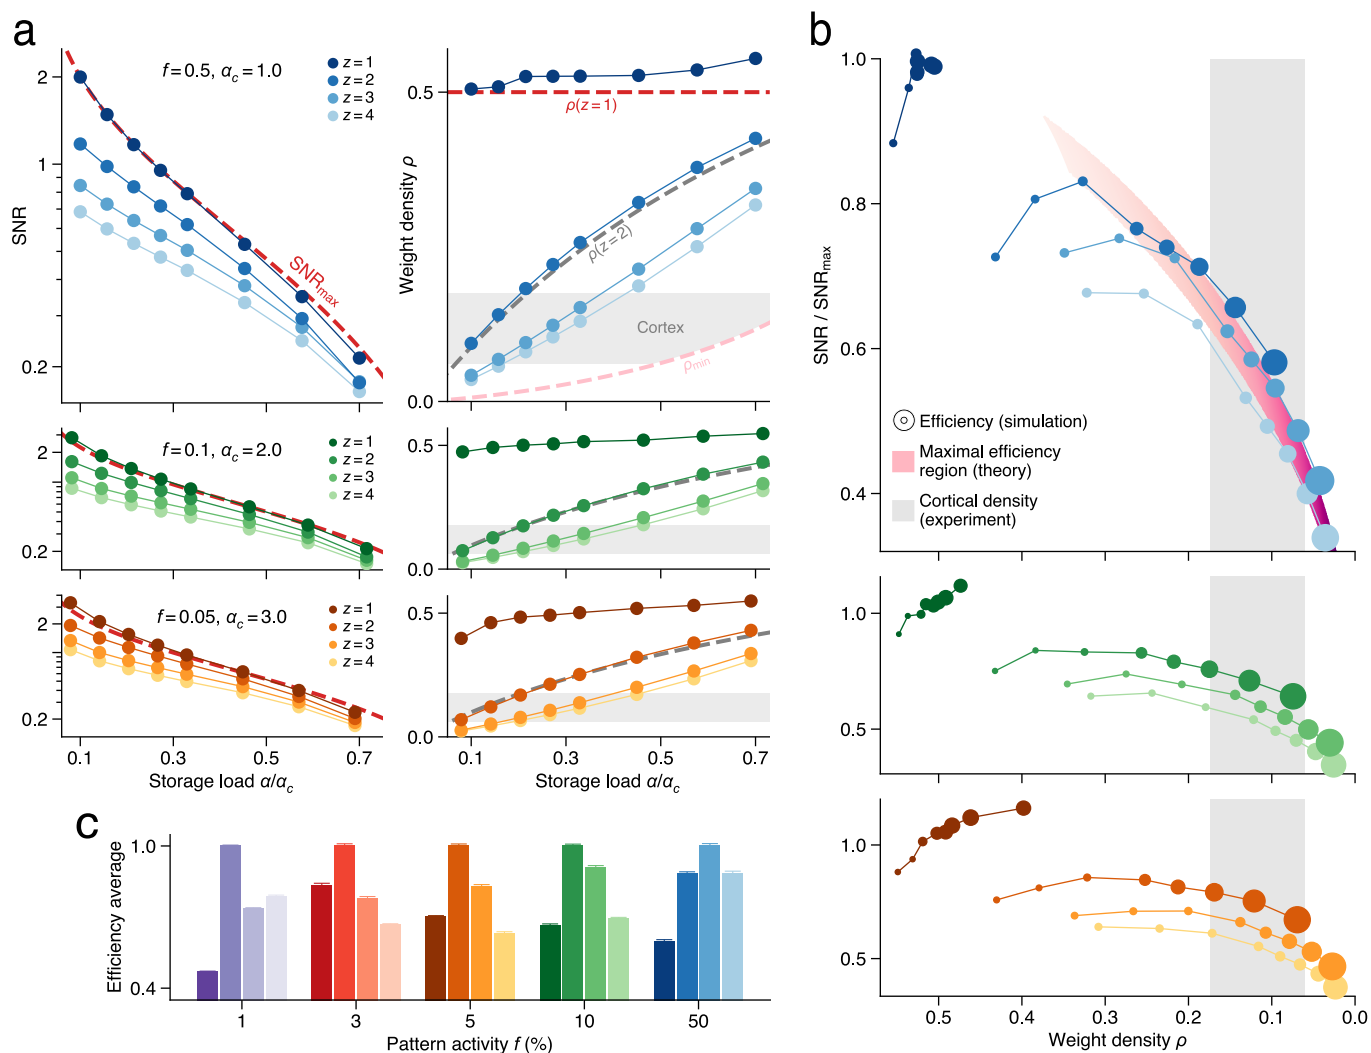 a
f = 0.5, αc = 1.0
z = 1
z = 2
z = 3
z = 4
SNRmax
SNR
2
1
0.2
Weight density ρ
0.5
0.0
ρ(z = 1)
ρ(z = 2)
Cortex
ρmin
f = 0.1, αc = 2.0
z = 1
z = 2
z = 3
z = 4
2
0.2
0.5
0.0
f = 0.05, αc = 3.0
z = 1
z = 2
z = 3
z = 4
2
0.2
0.5
0.0
0.1 0.3 0.5 0.7
Storage load α/αc
0.1 0.3 0.5 0.7
Storage load α/αc
b
SNR / SNRmax
1.0
0.8
0.6
0.4
Efficiency (simulation)
Maximal efficiency
region (theory)
Cortical density
(experiment)
1.0
0.5
1.0
0.5
0.5 0.4 0.3 0.2 0.1 0.0
Weight density ρ
c
Efficiency average
1.0
0.4
1 3 5 10 50
Pattern activity f (%)